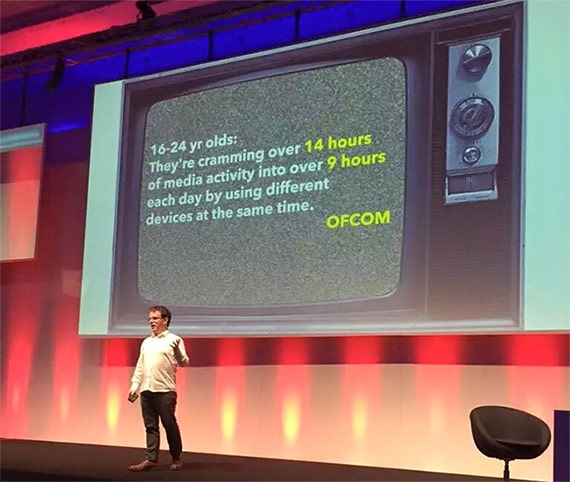 16-24 yr olds:
They're cramming over 14 hours
of media activity into over 9 hours
each day by using different
devices at the same time.
OFCOM